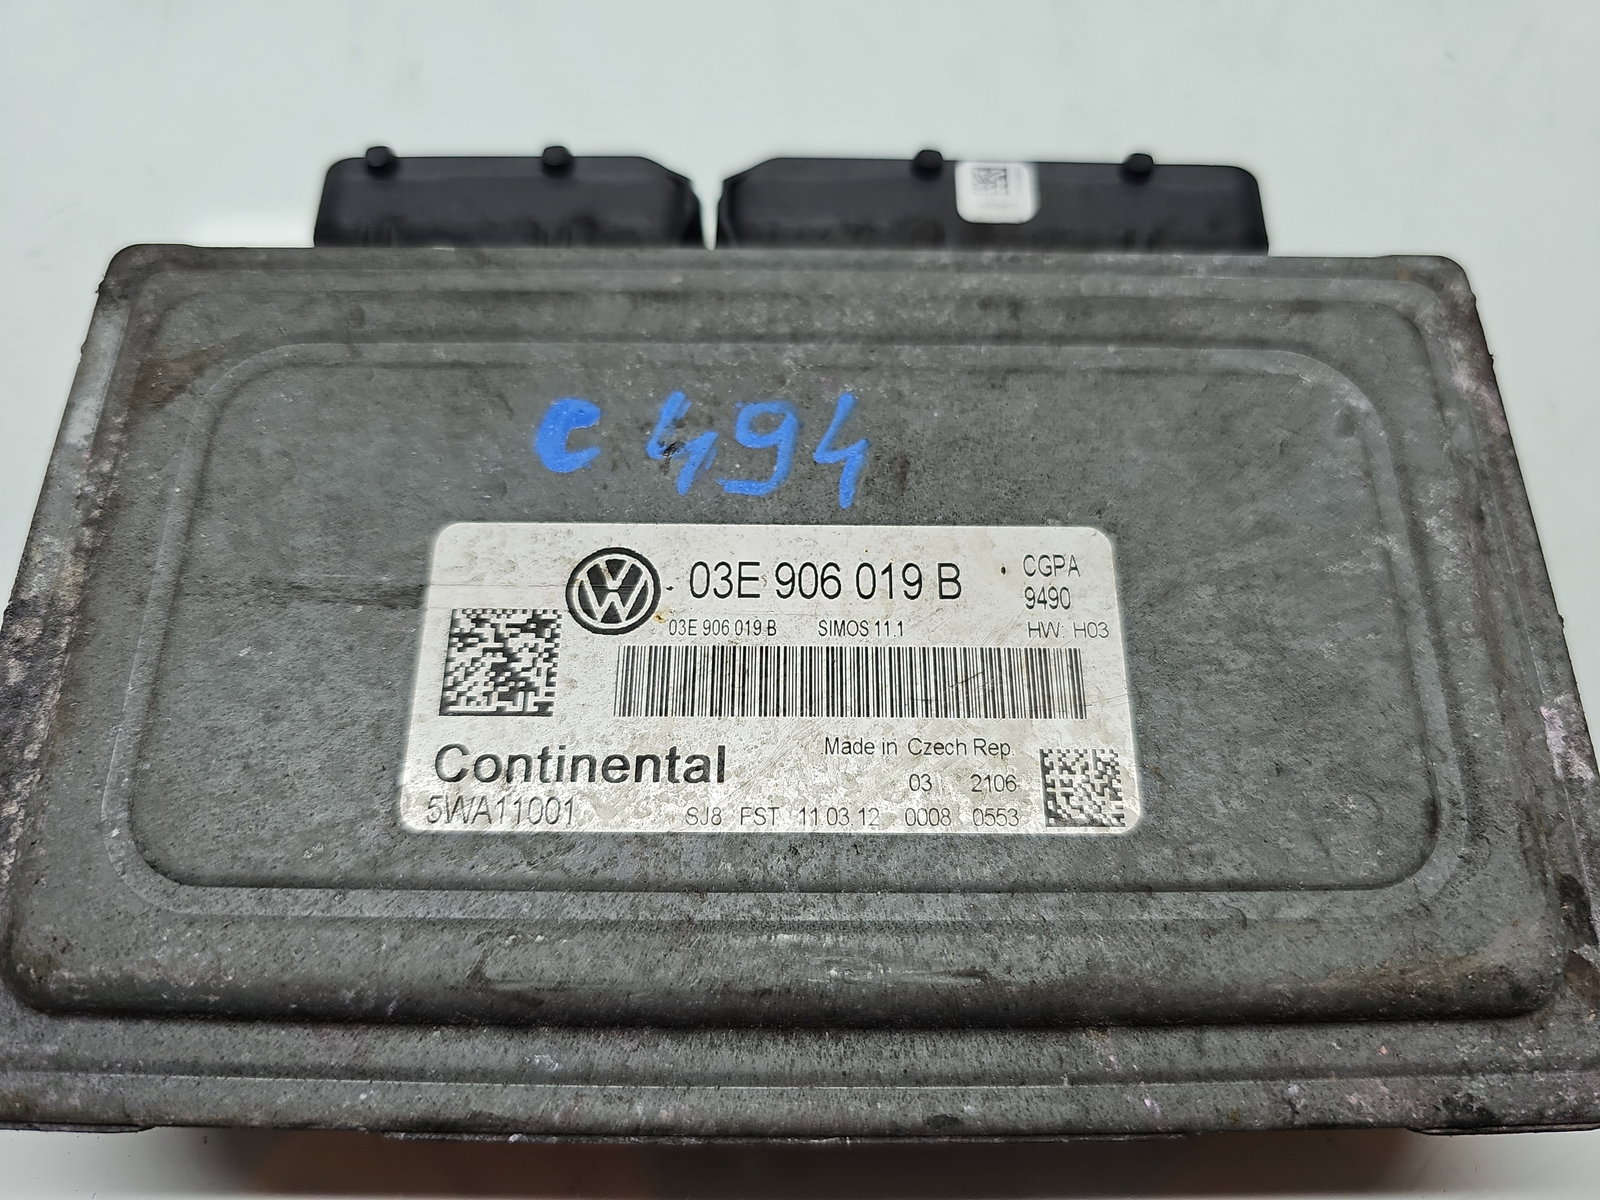 c 494
03E 906 019 B
CGPA
9490
03E 906 019 B SIMOS 11.1 HW: H03
Continental
Made in Czech Rep.
03 2106
5WA11001 SJ8 FST 11 03 12 0008 0553